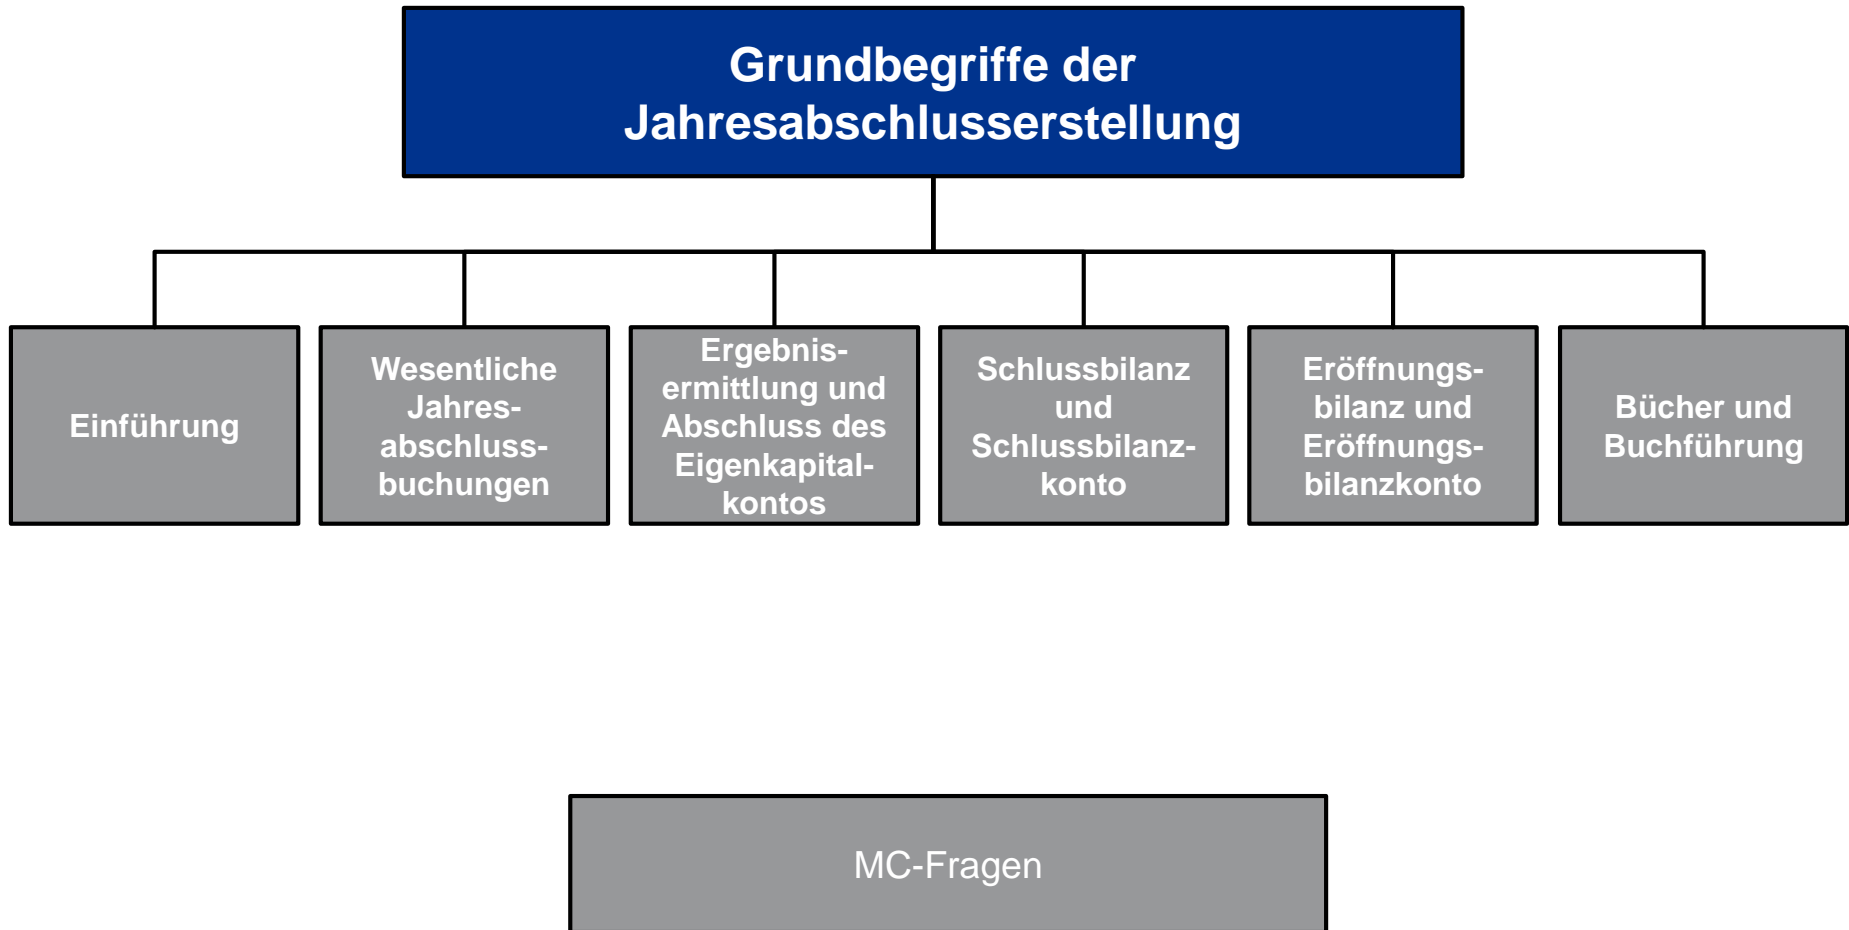 Grundbegriffe der
Jahresabschlusserstellung
Einführung
Wesentliche
Jahres-
abschluss-
buchungen
Ergebnis-
ermittlung und
Abschluss des
Eigenkapital-
kontos
Schlussbilanz
und
Schlussbilanz-
konto
Eröffnungs-
bilanz und
Eröffnungs-
bilanzkonto
Bücher und
Buchführung
MC-Fragen